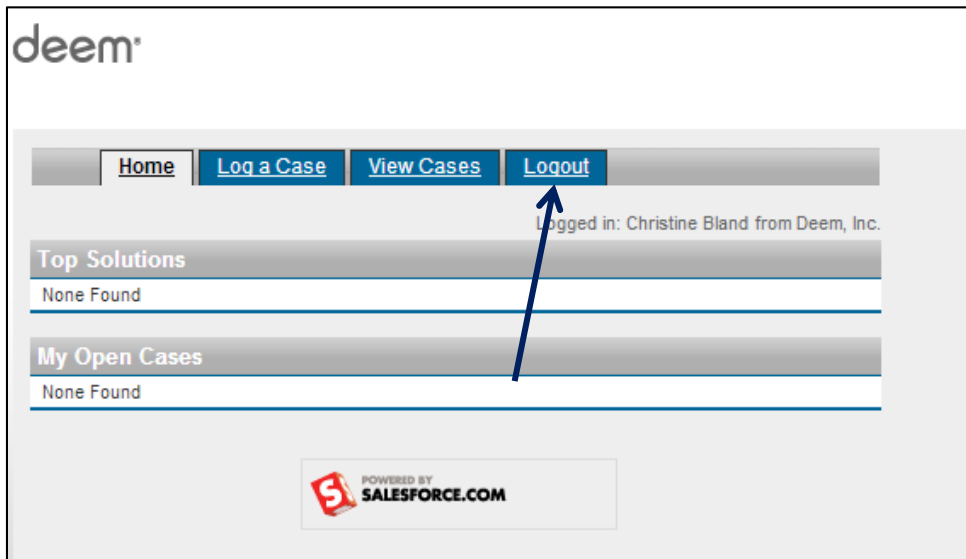 deem
Home Log a Case View Cases Logout
Logged in: Christine Bland from Deem, Inc.
Top Solutions
None Found
My Open Cases
None Found
POWERED BY
SALESFORCE.COM